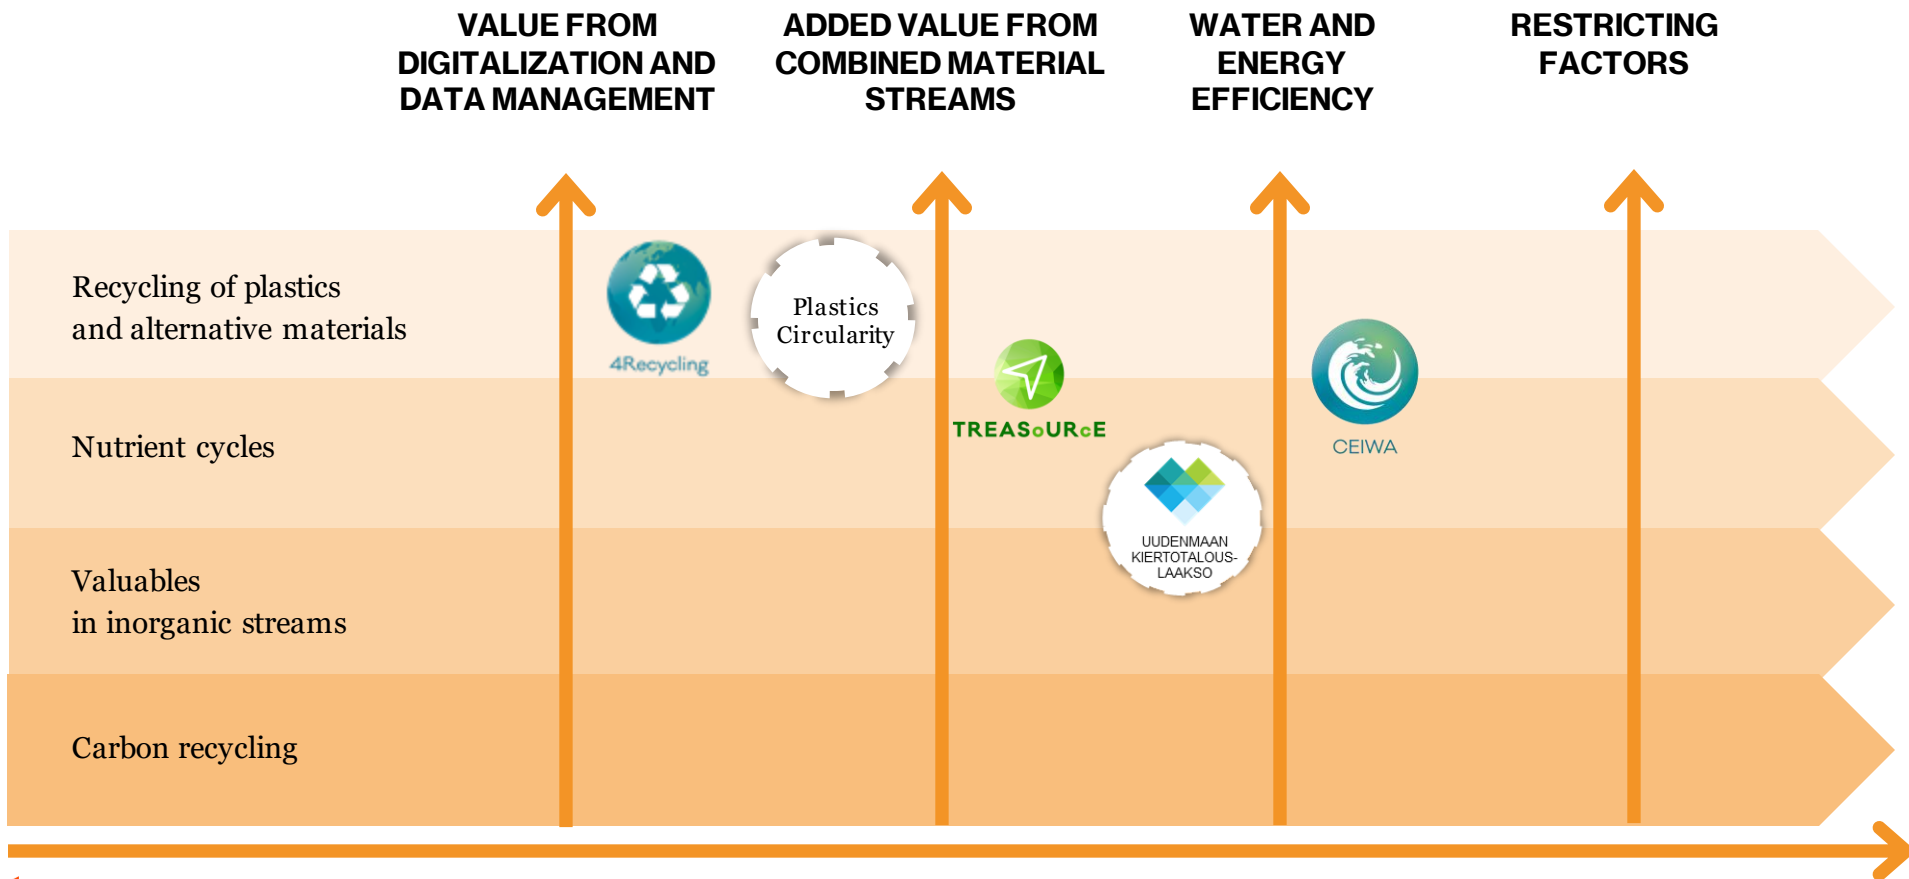 VALUE FROM
DIGITALIZATION AND
DATA MANAGEMENT
ADDED VALUE FROM
COMBINED MATERIAL
STREAMS
WATER AND
ENERGY
EFFICIENCY
RESTRICTING
FACTORS
Recycling of plastics
and alternative materials
4Recycling
Plastics
Circularity
TREASoURcE
CEIWA
Nutrient cycles
UUDENMAAN
KIERTOTALOUS-
LAAKSO
Valuables
in inorganic streams
Carbon recycling